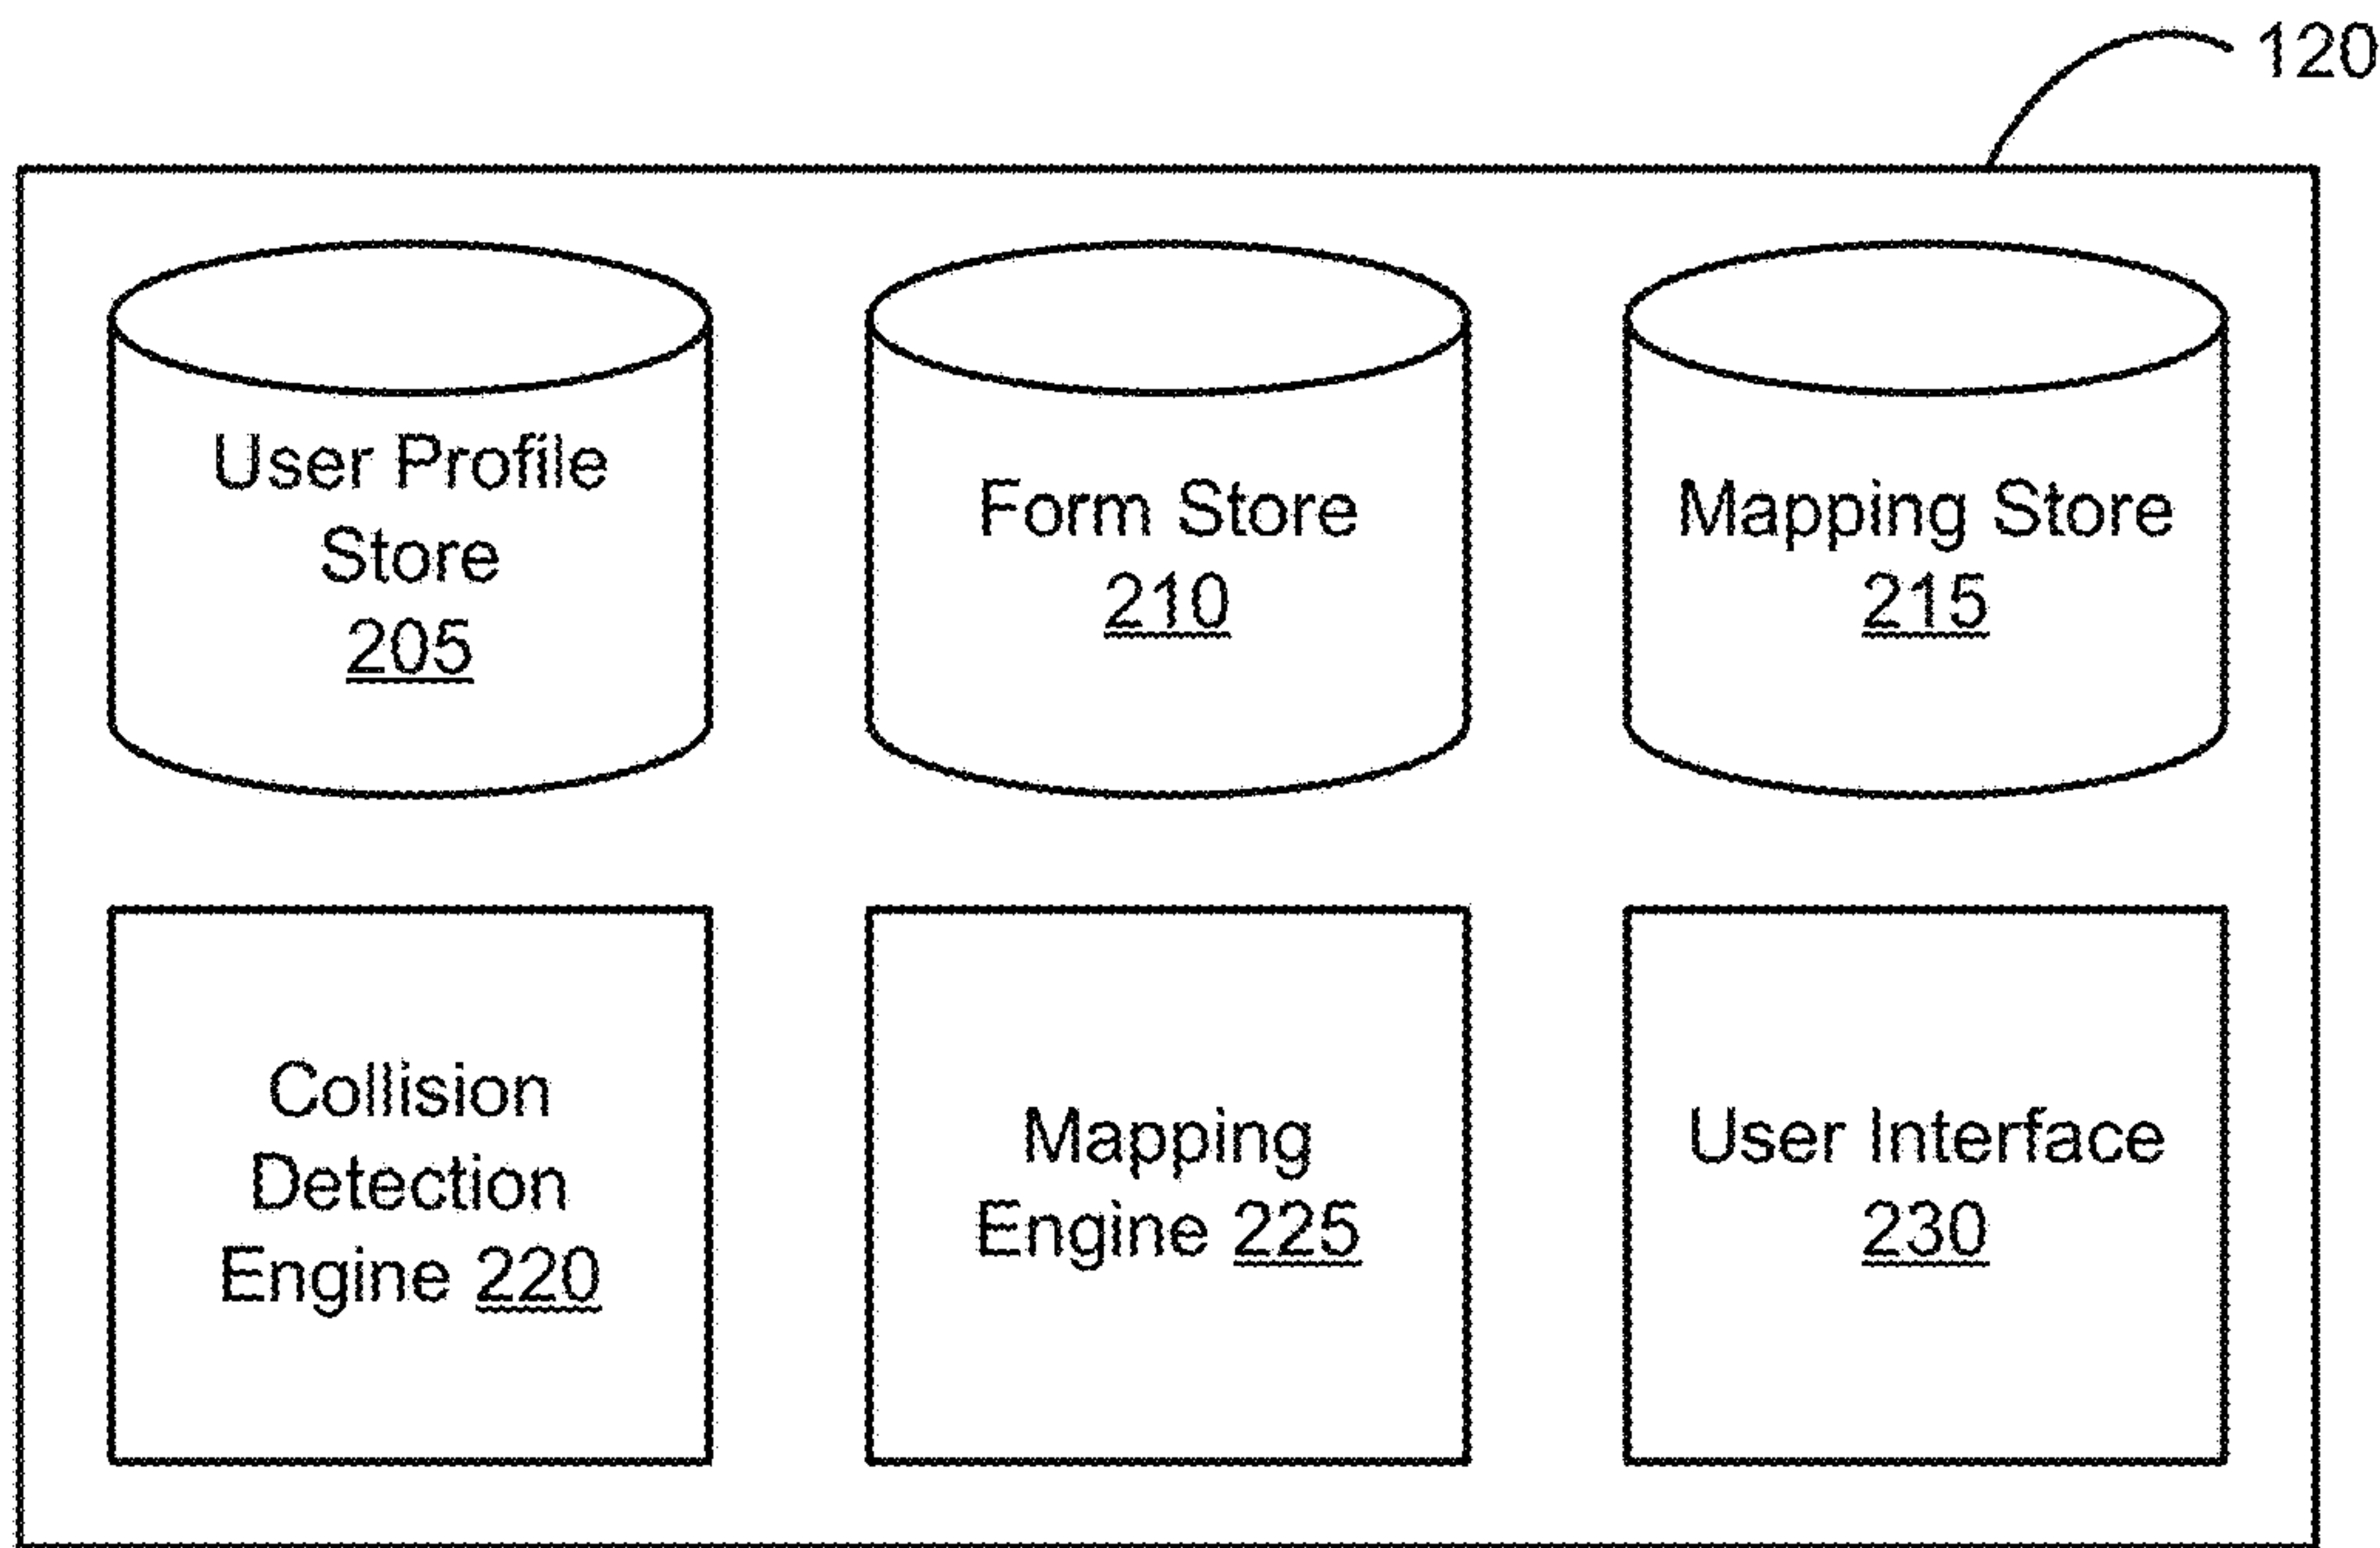 120
User Profile
Store
205
Form Store
210
Mapping Store
215
Collision
Detection
Engine 220
Mapping
Engine 225
User Interface
230